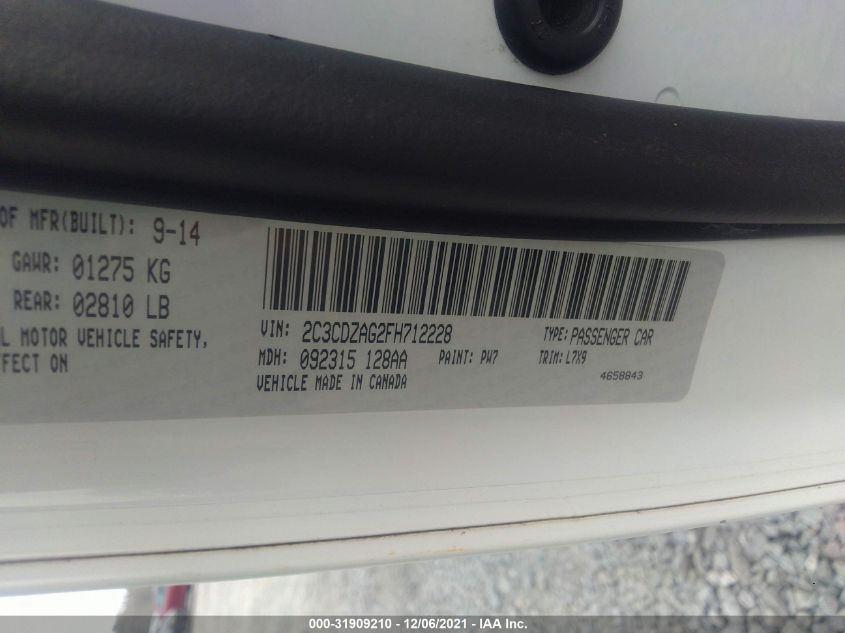 OF MFR(BUILT): 9-14
GAWR: 01275 KG
REAR: 02810 LB
MOTOR VEHICLE SAFETY,
EFFECT ON
VIN: 2C3CDZAG2FH712228
TYPE: PASSENGER CAR
MDH: 092315 128AA
PAINT: PW7
TRIM: L7X9
VEHICLE MADE IN CANADA
4658843
000-31909210 - 12/06/2021 - IAA Inc.